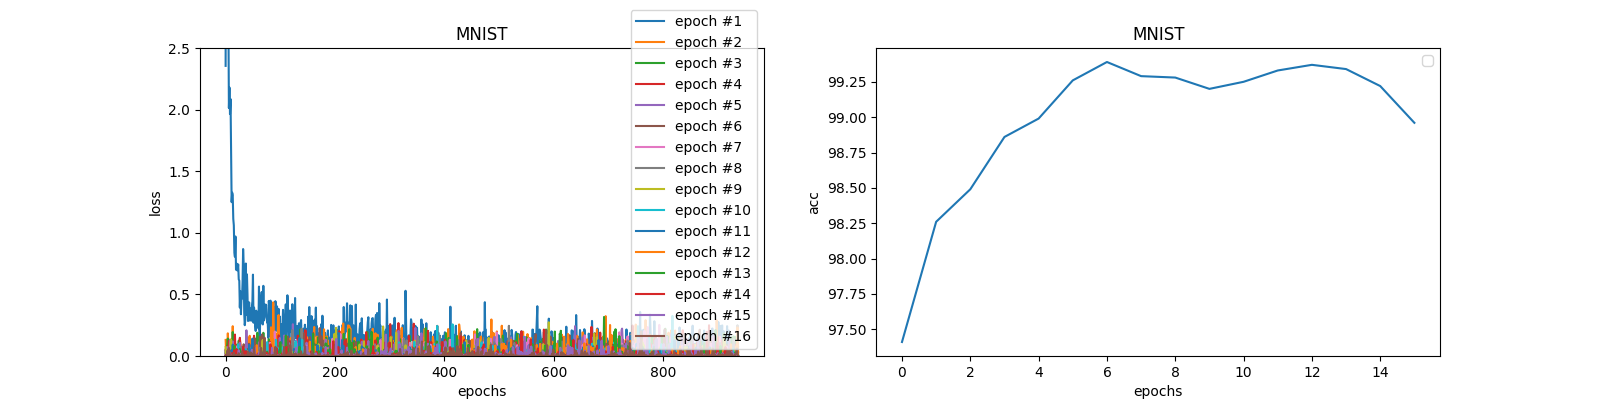 MNIST
epoch #1
epoch #2
epoch #3
epoch #4
epoch #5
epoch #6
epoch #7
epoch #8
epoch #9
epoch #10
epoch #11
epoch #12
epoch #13
epoch #14
epoch #15
epoch #16
2.5
2.0
1.5
1.0
0.5
0.0
loss
0 200 400 600 800
epochs
MNIST
99.25
99.00
98.75
98.50
98.25
98.00
97.75
97.50
acc
0 2 4 6 8 10 12 14
epochs